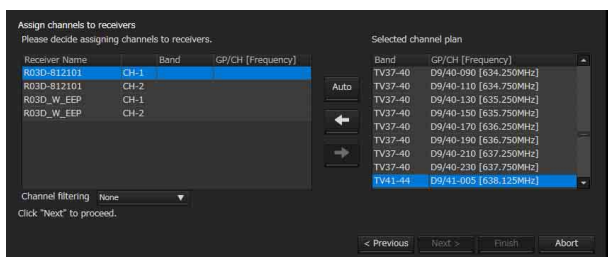 Assign channels to receivers
Please decide assigning channels to receivers.
Selected channel plan
Receiver Name Band GP/CH [Frequency]
R03D-812101 CH-1
R03D-812101 CH-2
R03D_W_EEP CH-1
R03D_W_EEP CH-2
Auto
Band GP/CH [Frequency]
TV37-40 D9/40-090 [634.250MHz]
TV37-40 D9/40-110 [634.750MHz]
TV37-40 D9/40-130 [635.250MHz]
TV37-40 D9/40-150 [635.750MHz]
TV37-40 D9/40-170 [636.250MHz]
TV37-40 D9/40-190 [636.750MHz]
TV37-40 D9/40-210 [637.250MHz]
TV37-40 D9/40-230 [637.750MHz]
TV41-44 D9/41-005 [638.125MHz]
Channel filtering None
Click "Next" to proceed.
< Previous Next > Finish Abort